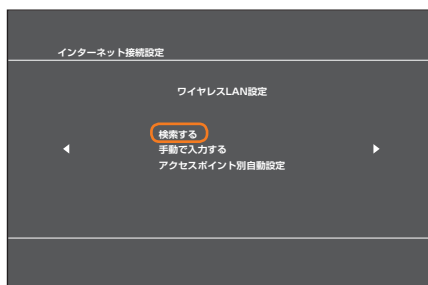 インターネット接続設定
ワイヤレスLAN設定
検索する
手動で入力する
アクセスポイント別自動設定